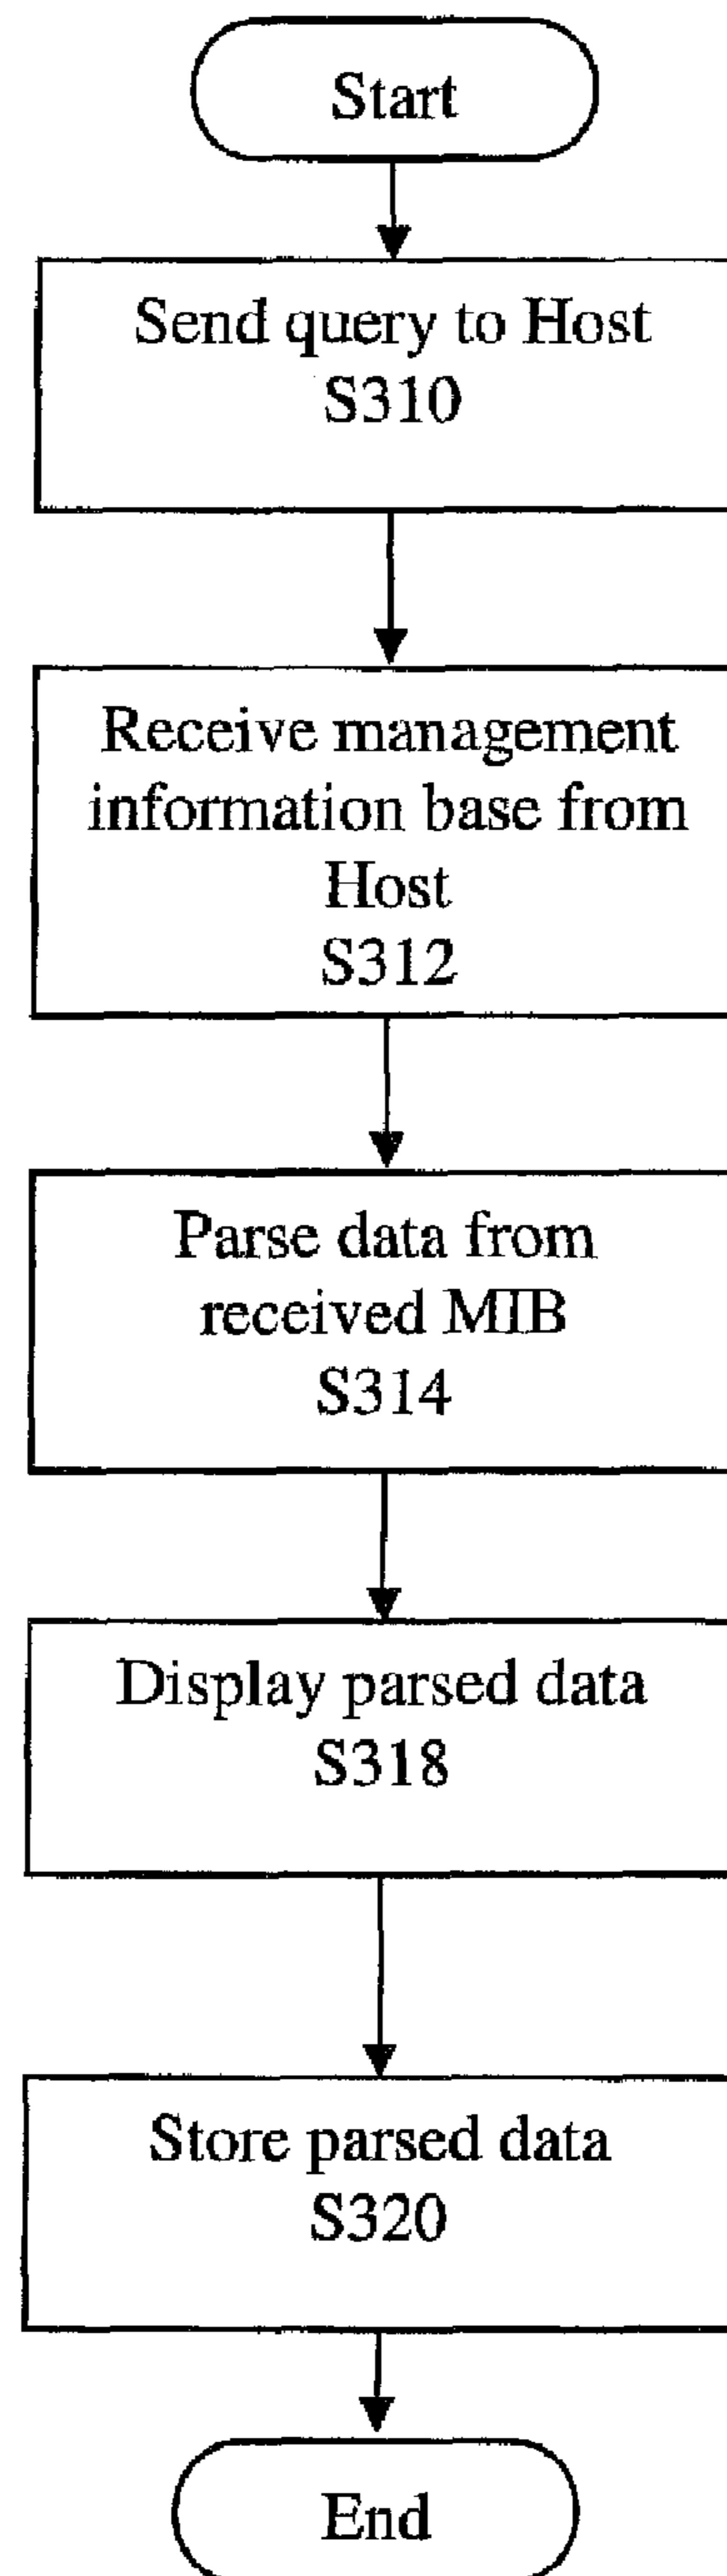 Start
Send query to Host
S310
Receive management
information base from
Host
S312
Parse data from
received MIB
S314
Display parsed data
S318
Store parsed data
S320
End